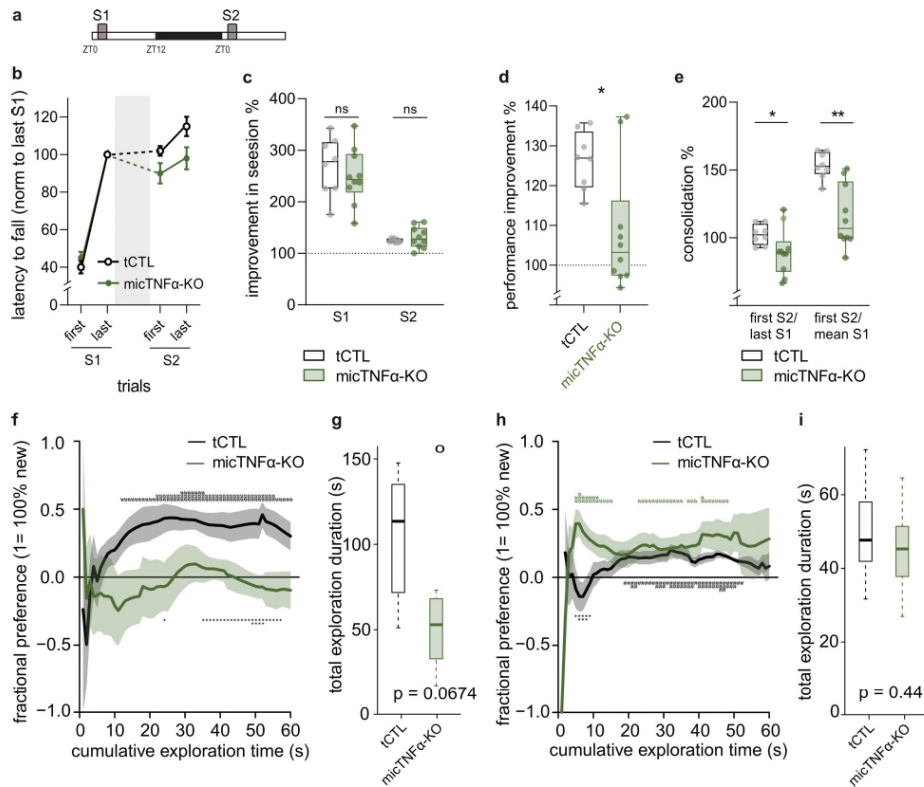 a
S1
S2
ZT0
ZT12
ZT0
b
latency to fall (norm to last S1)
120
100
80
60
40
0
tCTL
micTNFα-KO
first
last
first
last
S1
S2
trials
c
improvement in seesion %
400
300
200
100
0
ns
ns
S1
S2
tCTL
micTNFα-KO
d
performance improvement %
140
130
120
110
100
0
*
tCTL
micTNFα-KO
e
consolidation %
150
100
0
*
**
first S2/
last S1
first S2/
mean S1
tCTL
micTNFα-KO
f
fractional preference (1= 100% new)
1.0
0.5
0.0
−0.5
−1.0
tCTL
micTNFα-KO
0 10 20 30 40 50 60
cumulative exploration time (s)
g
total exploration duration (s)
150
100
50
0
p = 0.0674
tCTL
micTNFα-KO
h
fractional preference (1= 100% new)
1.0
0.5
0.0
−0.5
−1.0
tCTL
micTNFα-KO
0 10 20 30 40 50 60
cumulative exploration time (s)
i
total exploration duration (s)
60
40
20
0
p = 0.44
tCTL
micTNFα-KO